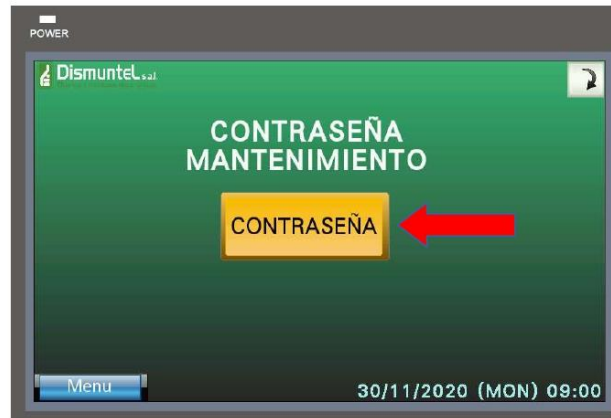 POWER
Dismuntel s.a.l.
CONTRASEÑA
MANTENIMIENTO
CONTRASEÑA
Menu
30/11/2020 (MON) 09:00